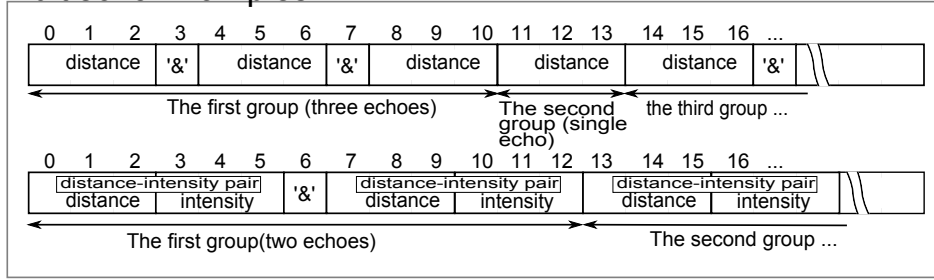 0 1 2 3 4 5 6 7 8 9 10 11 12 13 14 15 16 ...
distance '&' distance '&' distance distance distance '&'
The first group (three echoes) The second group (single echo) the third group ...
0 1 2 3 4 5 6 7 8 9 10 11 12 13 14 15 16 ...
distance-intensity pair distance-intensity pair distance-intensity pair
distance intensity '&' distance intensity distance intensity
The first group(two echoes) The second group ...